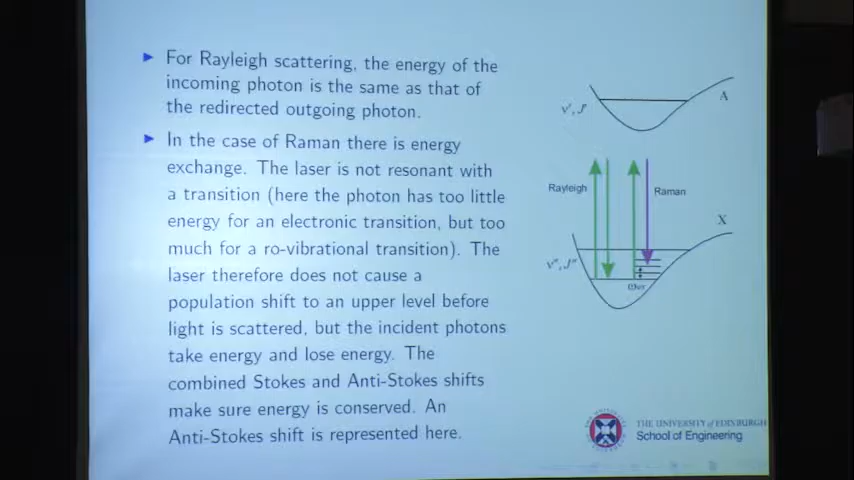 For Rayleigh scattering, the energy of the
incoming photon is the same as that of
the redirected outgoing photon.
In the case of Raman there is energy
exchange. The laser is not resonant with
a transition (here the photon has too little
energy for an electronic transition, but too
much for a ro-vibrational transition). The
laser therefore does not cause a
population shift to an upper level before
light is scattered, but the incident photons
take energy and lose energy. The
combined Stokes and Anti-Stokes shifts
make sure energy is conserved. An
Anti-Stokes shift is represented here.
A
v', J'
Rayleigh
Raman
X
v'', J''
THE UNIVERSITY of EDINBURGH
School of Engineering